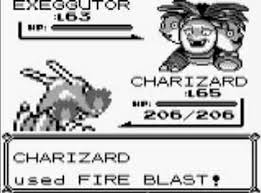 EXEGGUTOR
:L63
HP:
CHARIZARD
:L65
HP:
206/206
CHARIZARD
used FIRE BLAST!